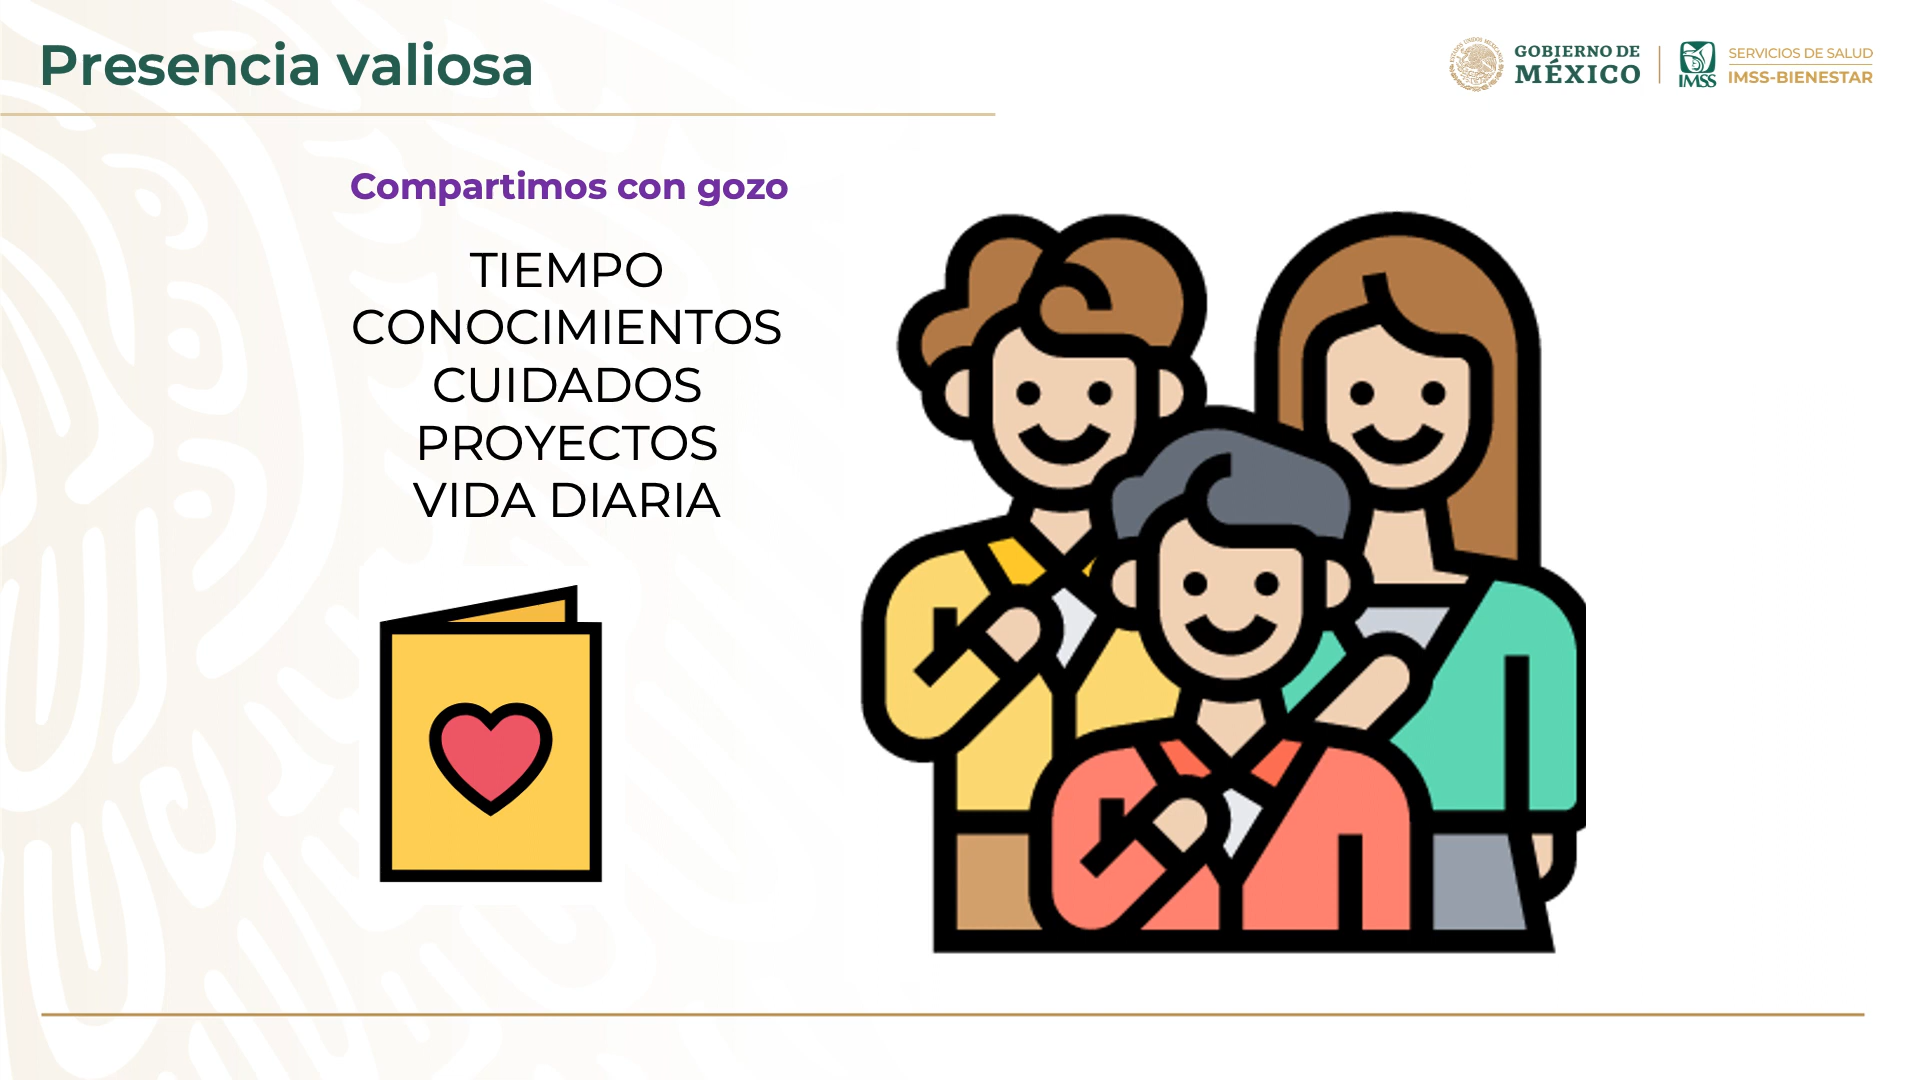 Presencia valiosa
GOBIERNO DE
MÉXICO
IMSS
SERVICIOS DE SALUD
IMSS-BIENESTAR
Compartimos con gozo
TIEMPO
CONOCIMIENTOS
CUIDADOS
PROYECTOS
VIDA DIARIA